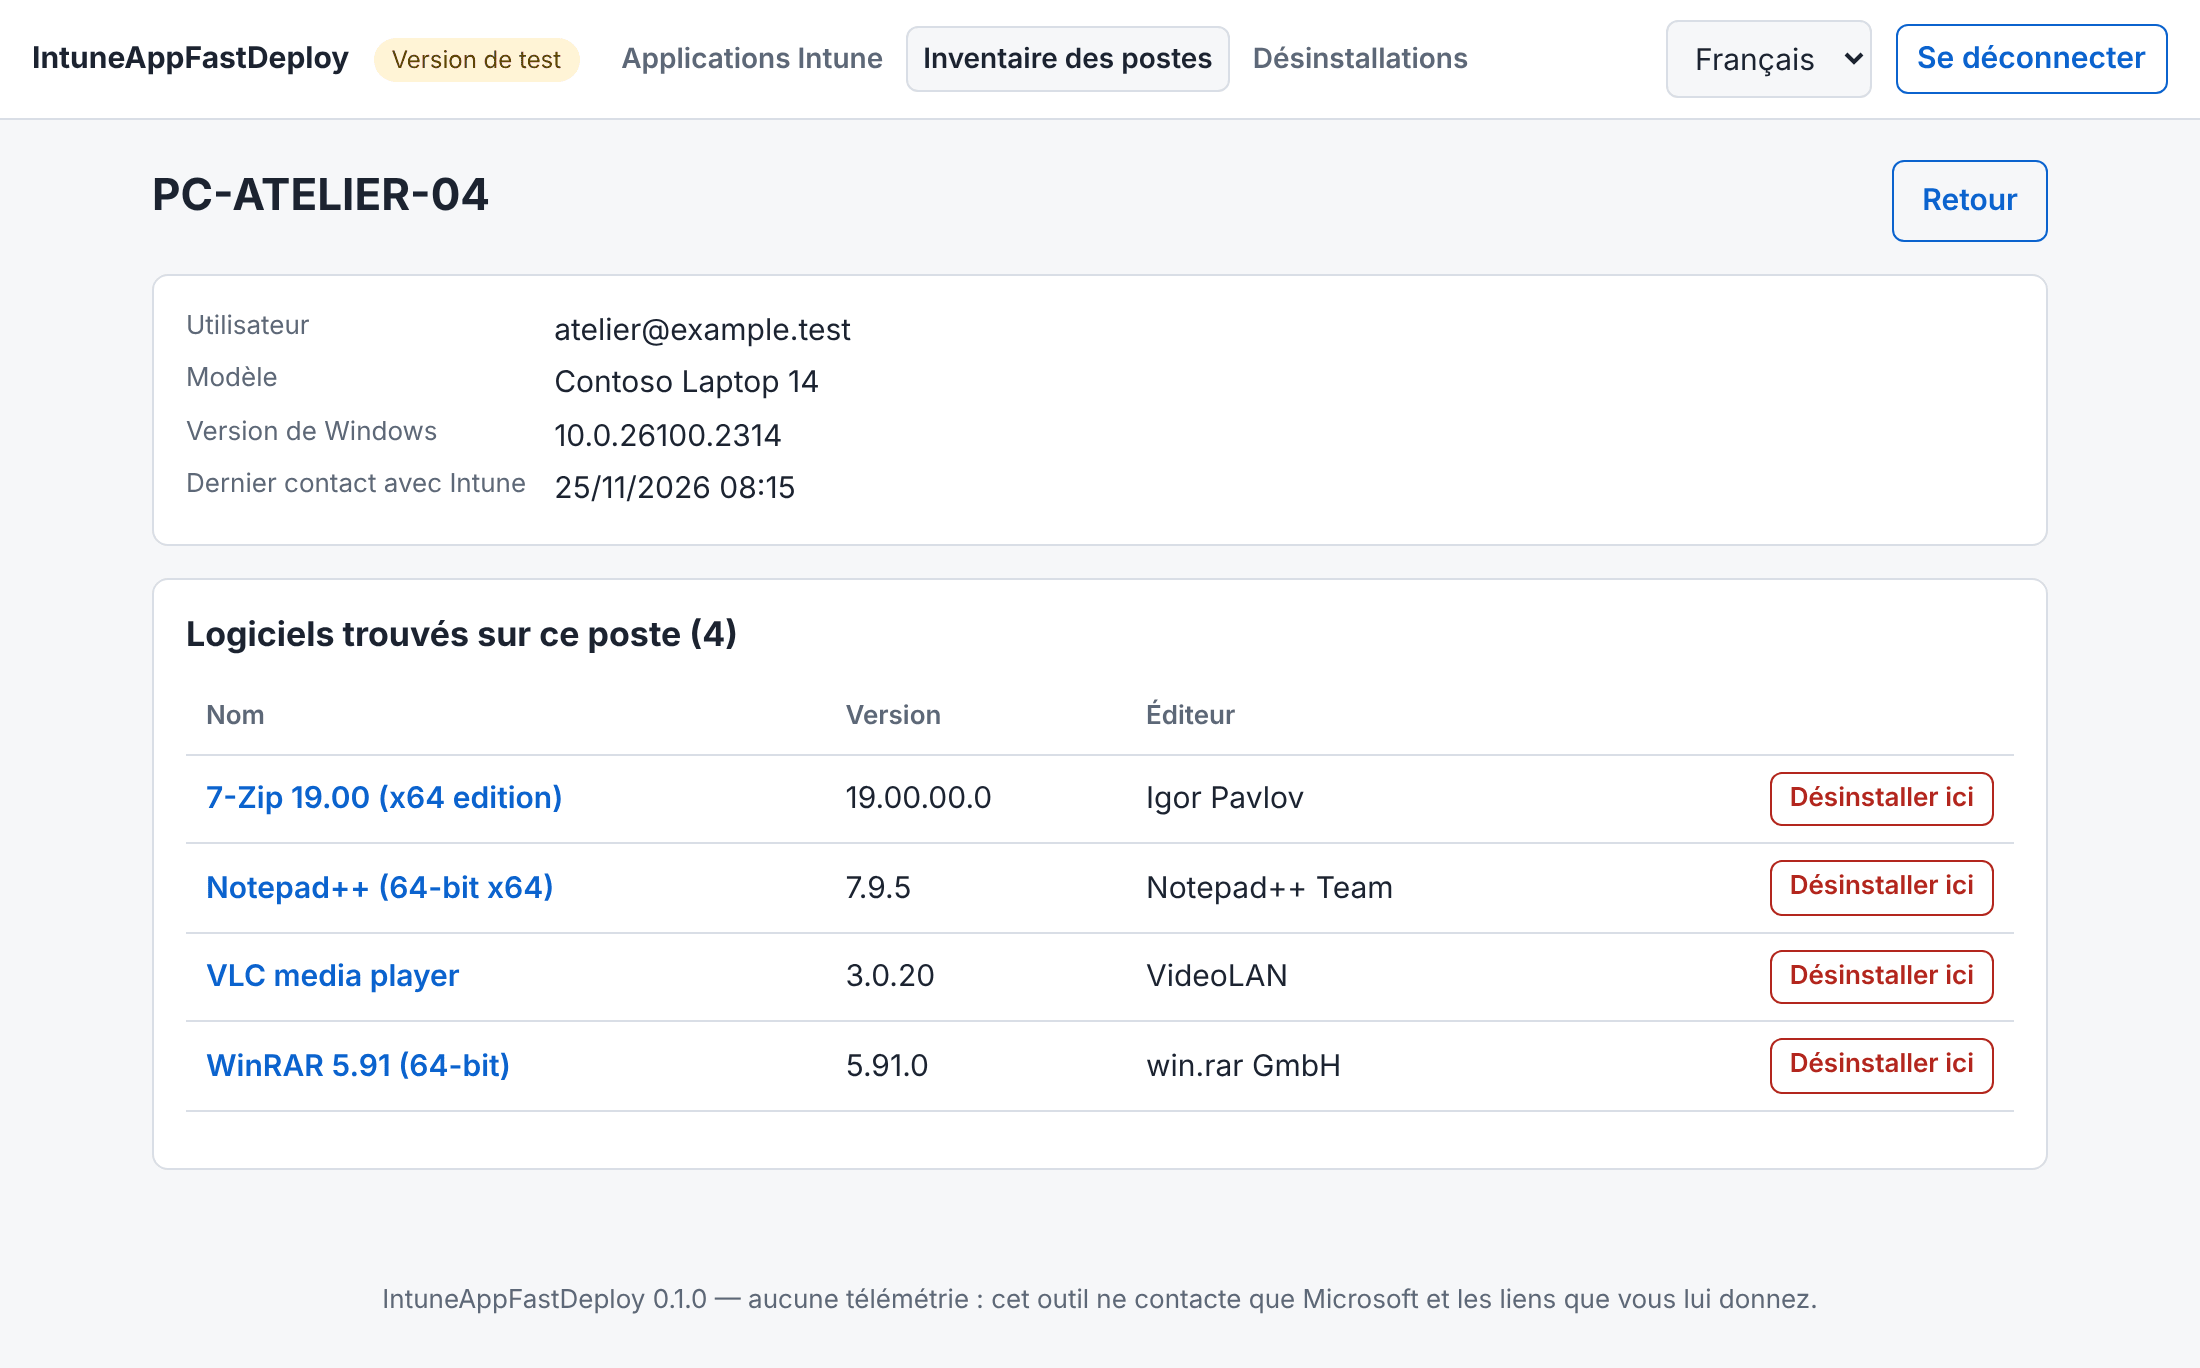 IntuneAppFastDeploy Version de test Applications Intune Inventaire des postes Désinstallations Français Se déconnecter
PC-ATELIER-04 Retour
Utilisateur atelier@example.test
Modèle Contoso Laptop 14
Version de Windows 10.0.26100.2314
Dernier contact avec Intune 25/11/2026 08:15
Logiciels trouvés sur ce poste (4)
Nom Version Éditeur
7-Zip 19.00 (x64 edition) 19.00.00.0 Igor Pavlov Désinstaller ici
Notepad++ (64-bit x64) 7.9.5 Notepad++ Team Désinstaller ici
VLC media player 3.0.20 VideoLAN Désinstaller ici
WinRAR 5.91 (64-bit) 5.91.0 win.rar GmbH Désinstaller ici
IntuneAppFastDeploy 0.1.0 — aucune télémétrie : cet outil ne contacte que Microsoft et les liens que vous lui donnez.